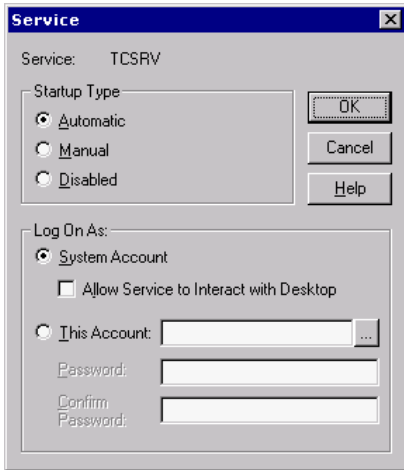 Service
Service: TCSRV
Startup Type
Automatic
Manual
Disabled
OK
Cancel
Help
Log On As:
System Account
Allow Service to Interact with Desktop
This Account:
...
Password:
Confirm
Password: